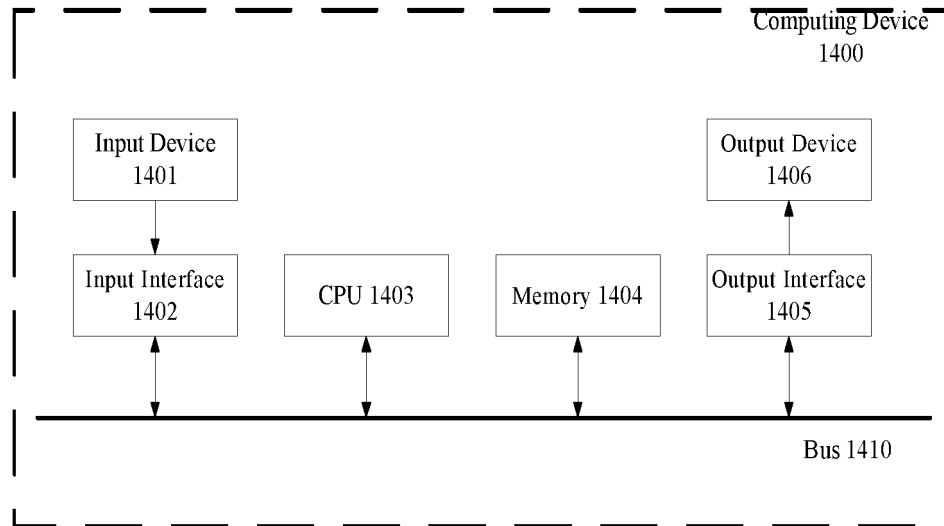 Computing Device
1400
Input Device
1401
Output Device
1406
Input Interface
1402
CPU 1403
Memory 1404
Output Interface
1405
Bus 1410